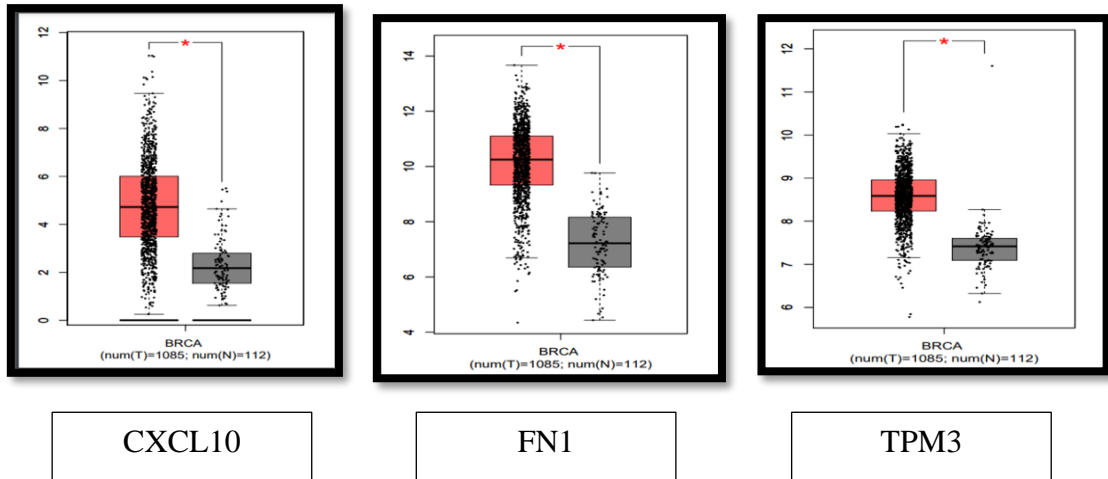 *
12
10
8
6
4
2
0
BRCA
(num(T)=1085; num(N)=112)
*
14
12
10
8
6
4
BRCA
(num(T)=1085; num(N)=112)
*
12
11
10
9
8
7
6
BRCA
(num(T)=1085; num(N)=112)
CXCL10
FN1
TPM3